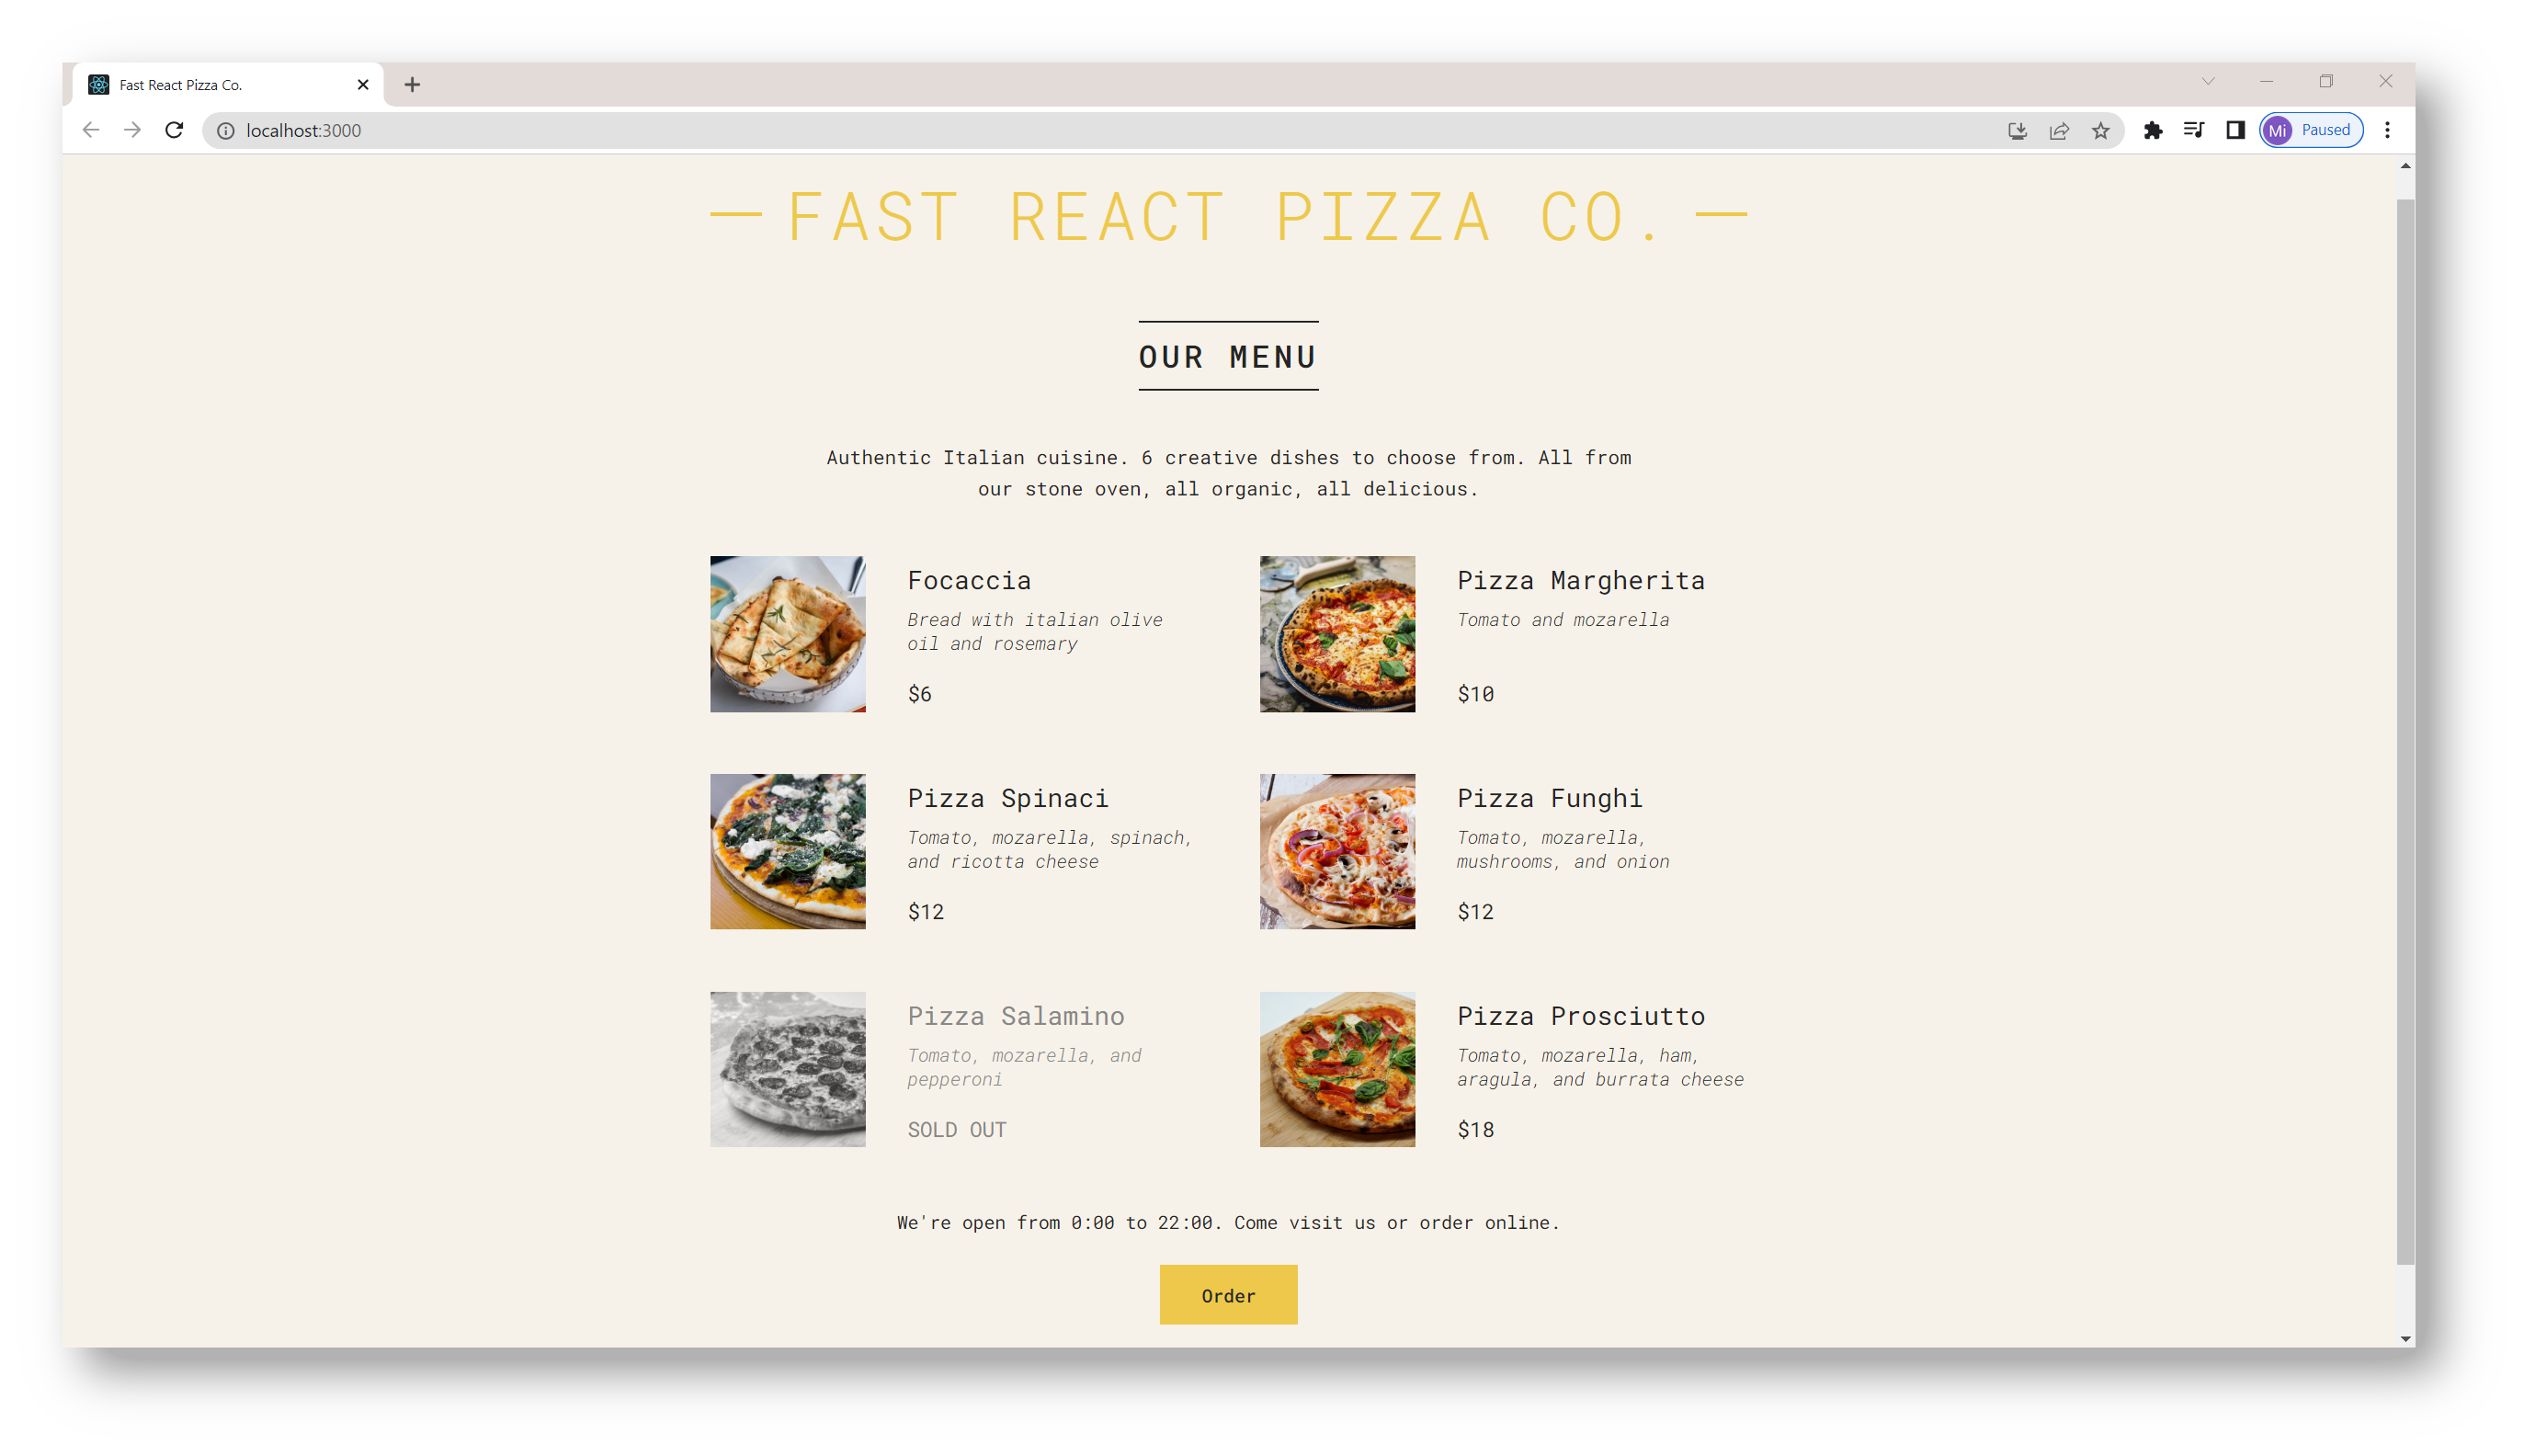 Fast React Pizza Co.
localhost:3000
Mi Paused
— FAST REACT PIZZA CO. —
OUR MENU
Authentic Italian cuisine. 6 creative dishes to choose from. All from
our stone oven, all organic, all delicious.
Focaccia
Bread with italian olive
oil and rosemary
$6
Pizza Margherita
Tomato and mozarella
$10
Pizza Spinaci
Tomato, mozarella, spinach,
and ricotta cheese
$12
Pizza Funghi
Tomato, mozarella,
mushrooms, and onion
$12
Pizza Salamino
Tomato, mozarella, and
pepperoni
SOLD OUT
Pizza Prosciutto
Tomato, mozarella, ham,
aragula, and burrata cheese
$18
We're open from 0:00 to 22:00. Come visit us or order online.
Order